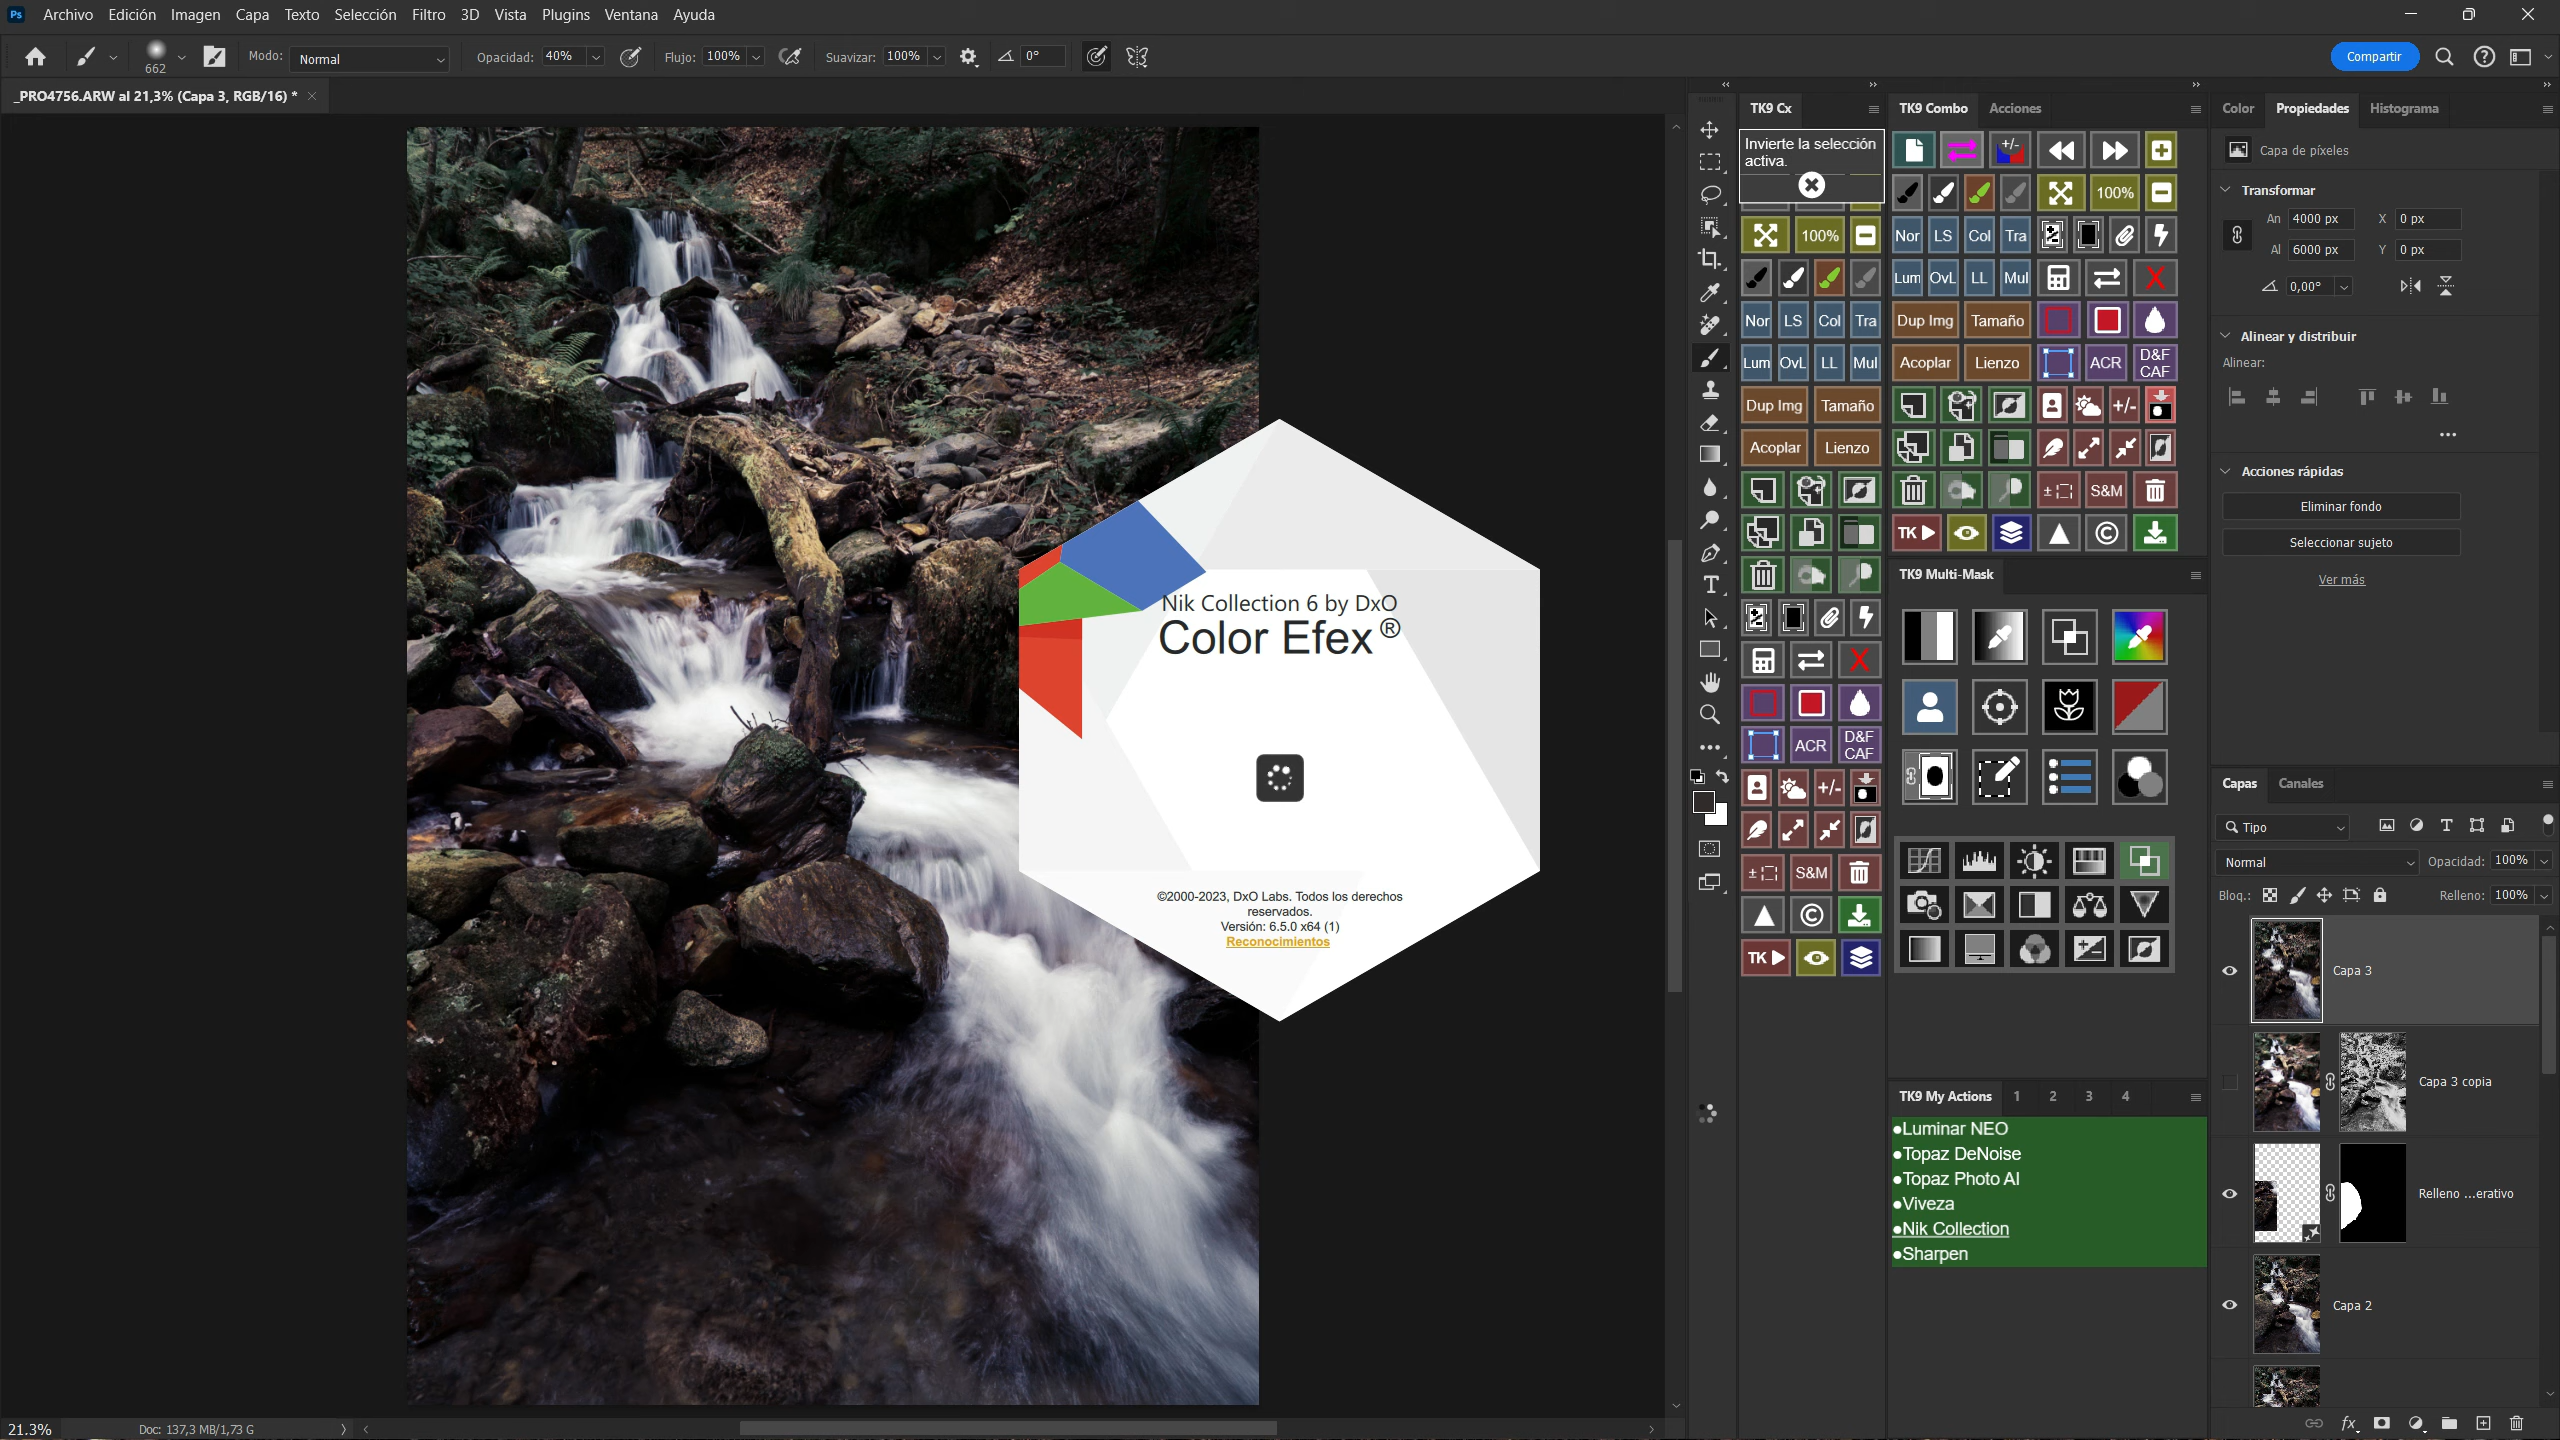 Ps Archivo Edición Imagen Capa Texto Selección Filtro 3D Vista Plugins Ventana Ayuda
662 Modo: Normal Opacidad: 40% Flujo: 100% Suavizar: 100% 0° Compartir
_PRO4756.ARW al 21,3% (Capa 3, RGB/16) *
TK9 Cx
Invierte la selección
activa.
100%
Nor LS Col Tra
Lum OvL LL Mul
Dup Img Tamaño
Acoplar Lienzo
ACR D&F
CAF
+/-
S&M
TK
TK9 Combo Acciones
+/-
100%
Nor LS Col Tra
Lum OvL LL Mul
Dup Img Tamaño
Acoplar Lienzo ACR D&F
CAF
+/-
S&M
TK
TK9 Multi-Mask
TK9 My Actions 1 2 3 4
●Luminar NEO
●Topaz DeNoise
●Topaz Photo AI
●Viveza
●Nik Collection
●Sharpen
Nik Collection 6 by DxO
Color Efex®
©2000-2023, DxO Labs. Todos los derechos
reservados.
Versión: 6.5.0 x64 (1)
Reconocimientos
Color Propiedades Histograma
Capa de píxeles
Transformar
An 4000 px X 0 px
Al 6000 px Y 0 px
0,00°
Alinear y distribuir
Alinear:
Acciones rápidas
Eliminar fondo
Seleccionar sujeto
Ver más
Capas Canales
Tipo
Normal Opacidad: 100%
Bloq.: Relleno: 100%
Capa 3
Capa 3 copia
Relleno ...erativo
Capa 2
fx
21.3% Doc: 137,3 MB/1,73 G